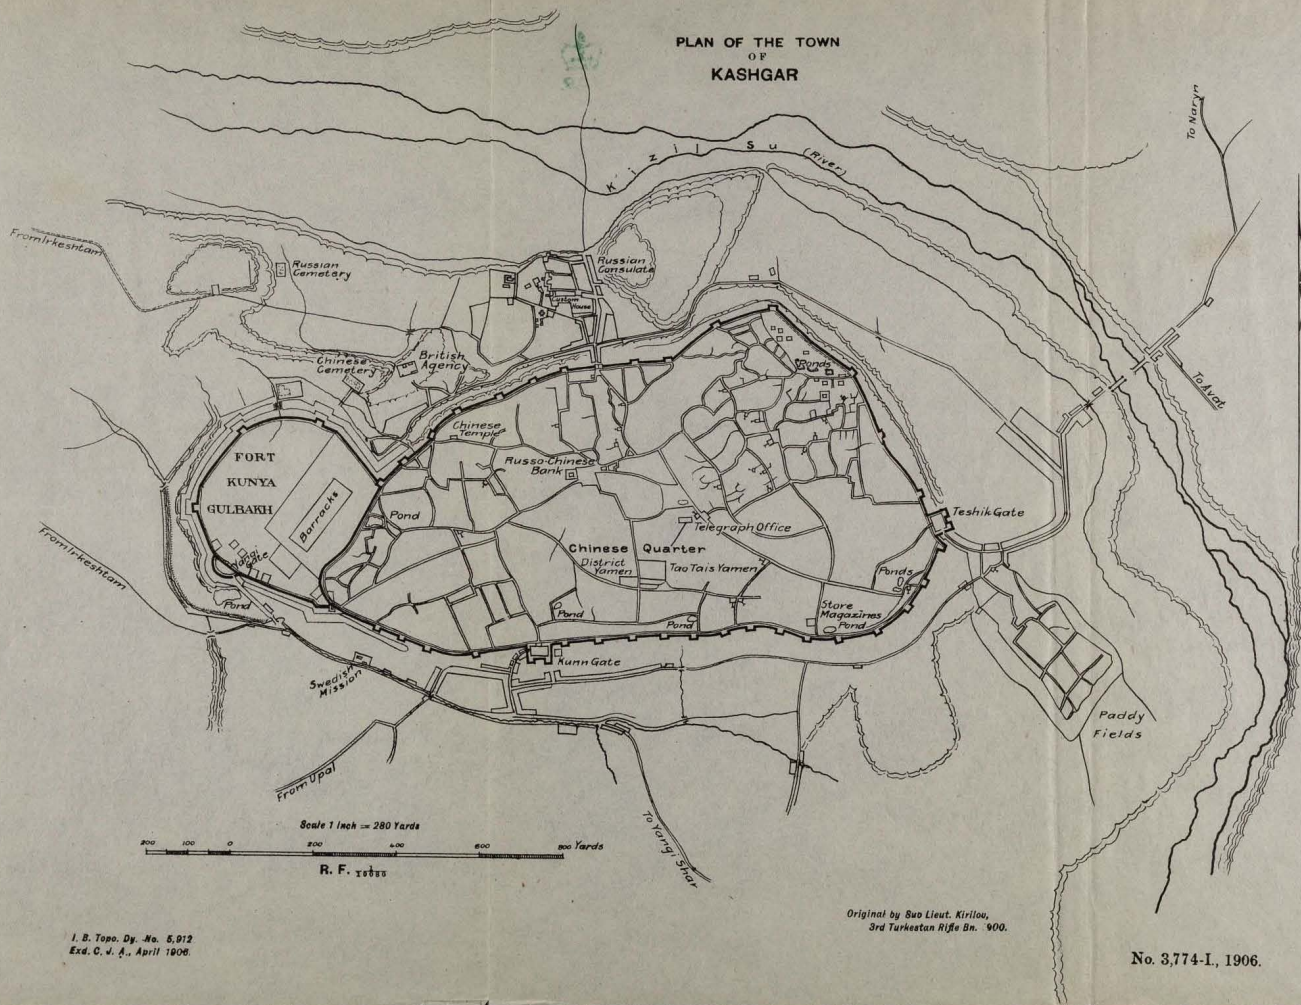 PLAN OF THE TOWN
OF
KASHGAR
To Naryn
Kizil Su (River)
From Irkeshtam
Russian
Cemetery
Russian
Consulate
Custom
House
Chinese
Cemetery
British
Agency
Ponds
To Avat
Chinese
Temple
FORT
KUNYA
GULBAKH
Barracks
Russo-Chinese
Bank
Pond
Telegraph Office
Teshik Gate
Chinese Quarter
District
Yamen
Tao Tais Yamen
Ponds
From Irkeshtam
Yangi
Gate
Pond
Pond
Pond
Store
Magazines
Pond
Kunn Gate
Swedish
Mission
Paddy
Fields
From Upal
To Yangi Shar
Scale 1 Inch = 280 Yards
200 100 0 200 400 600 800 Yards
R. F. 1/10080
Original by Sub Lieut. Kirilou,
3rd Turkestan Rifle Bn. 900.
I. B. Topo. Dy. No. 5,912
Exd. C. J. A., April 1906.
No. 3,774-I., 1906.